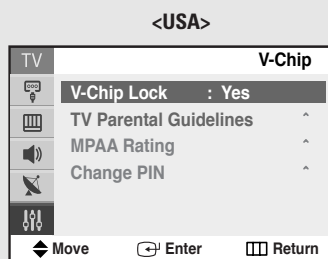 <USA>
TV V-Chip
V-Chip Lock : Yes
TV Parental Guidelines
MPAA Rating
Change PIN
Move Enter Return